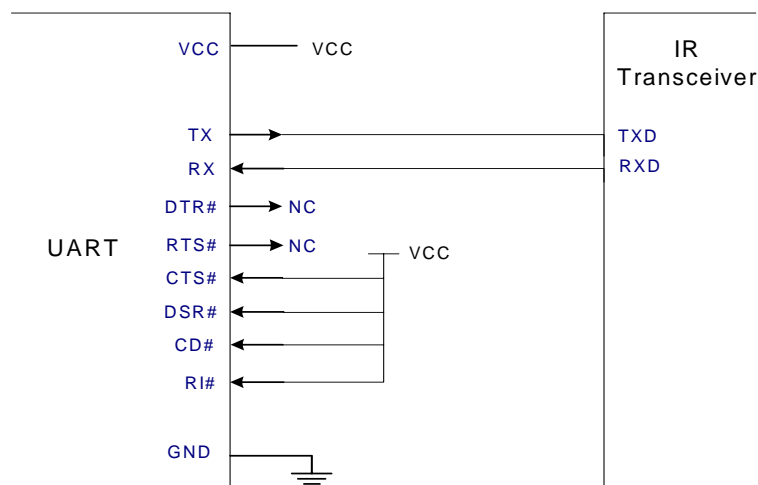 VCC
VCC
IR
Transceiver
TX
TXD
RX
RXD
DTR#
NC
UART
RTS#
NC
VCC
CTS#
DSR#
CD#
RI#
GND